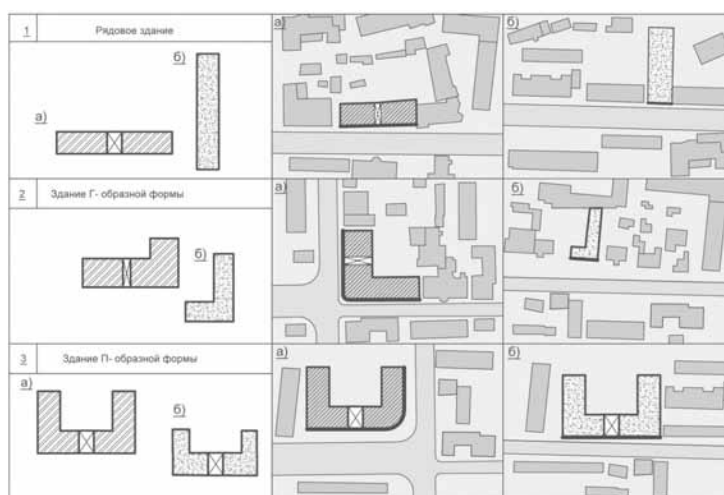 1 Рядовое здание
а)
б)
а)
б)
2 Здание Г- образной формы
б)
а)
б)
3 Здание П- образной формы
а)
б)
а)
б)